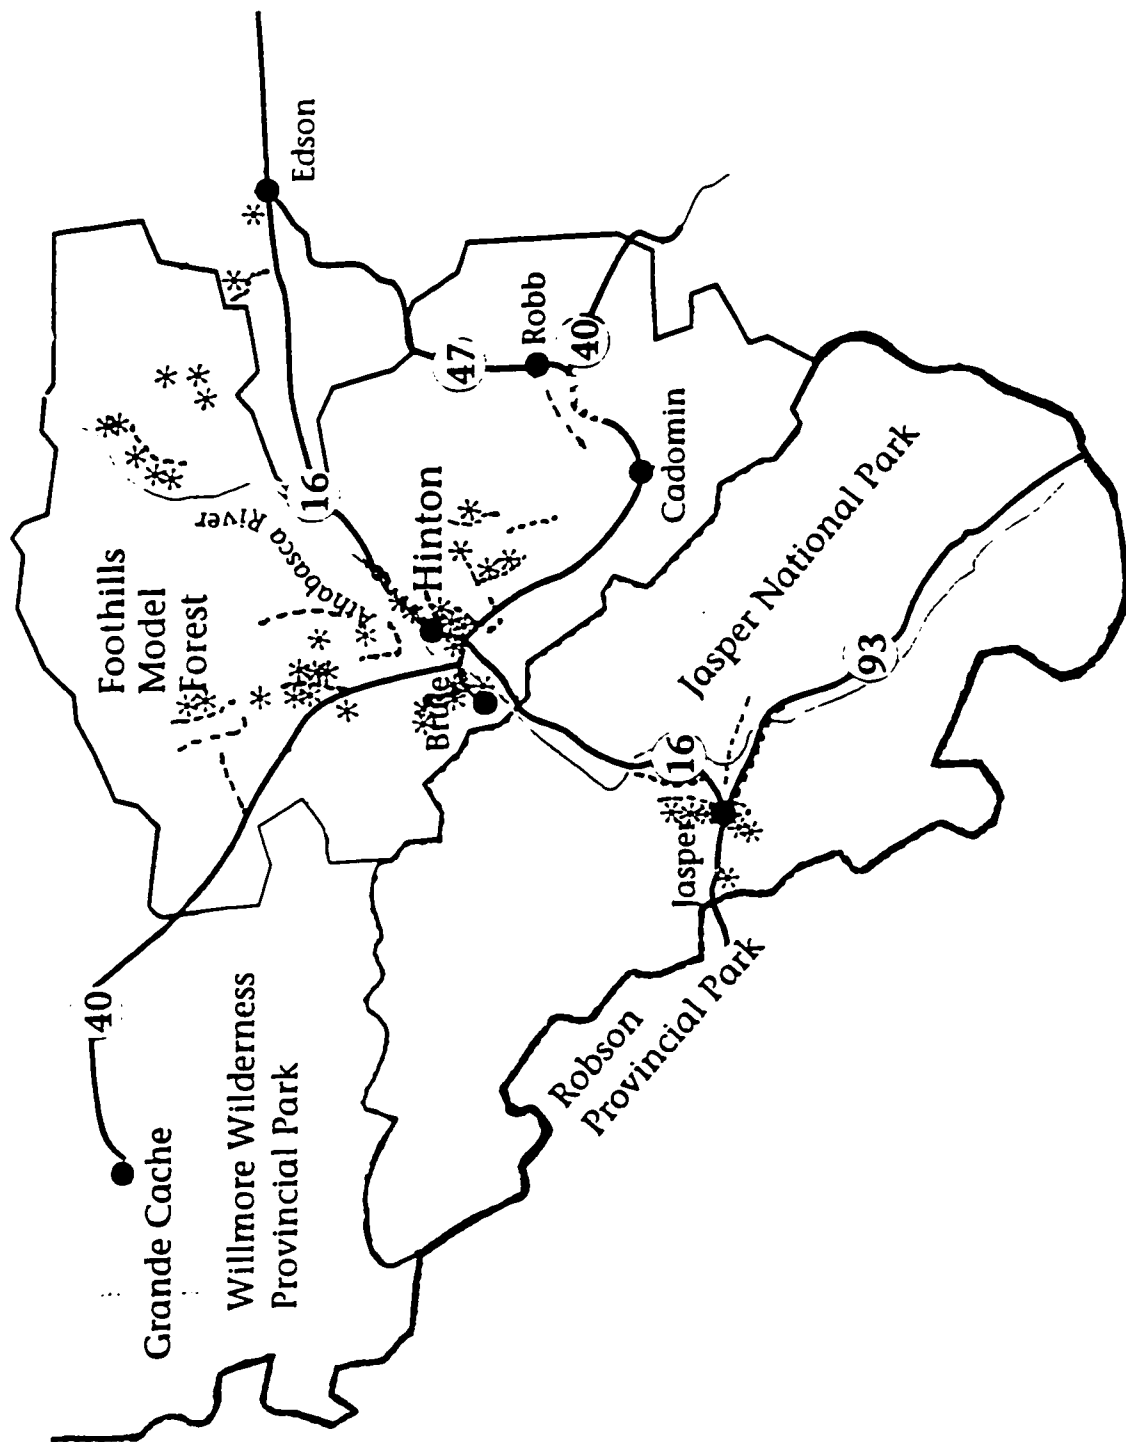 Grande Cache
40
Willmore Wilderness
Provincial Park
Foothills
Model
Forest
Athabasca River
16
Edson
Hinton
Brule
47
Robb
40
Cadomin
Jasper National Park
Jasper
16
93
Robson
Provincial Park